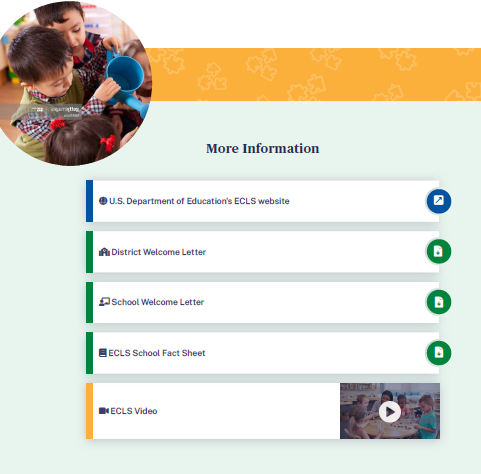 More Information
U.S. Department of Education's ECLS website
District Welcome Letter
School Welcome Letter
ECLS School Fact Sheet
ECLS Video